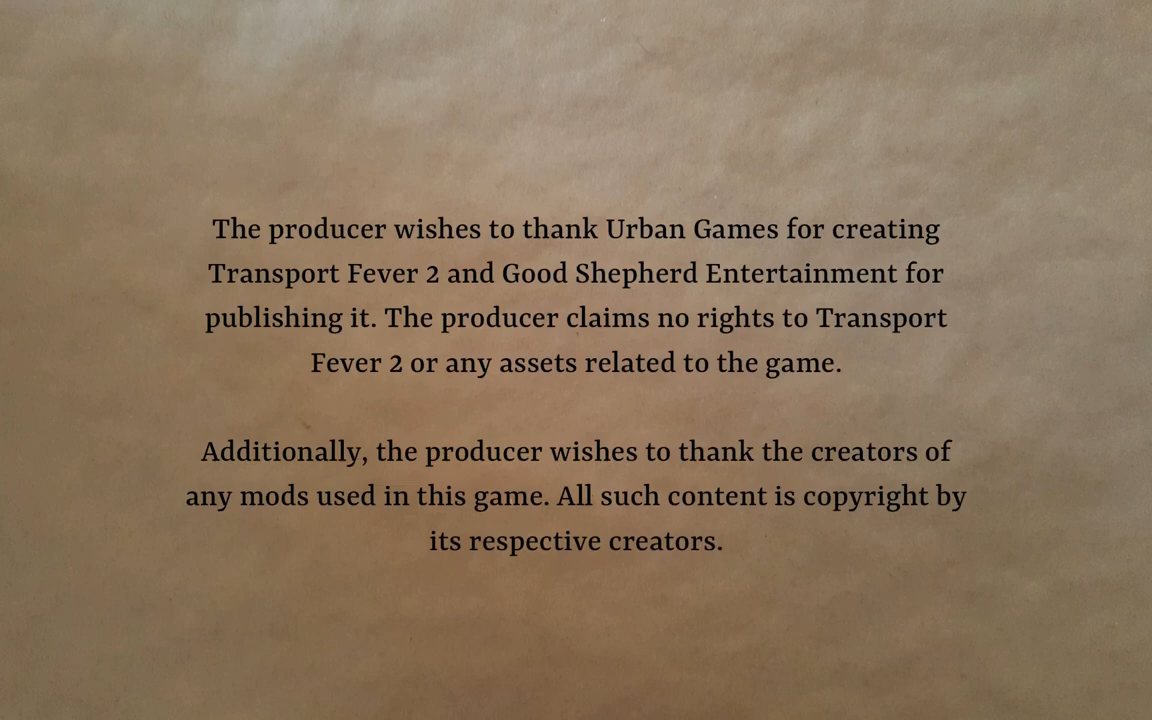 The producer wishes to thank Urban Games for creating
Transport Fever 2 and Good Shepherd Entertainment for
publishing it. The producer claims no rights to Transport
Fever 2 or any assets related to the game.
Additionally, the producer wishes to thank the creators of
any mods used in this game. All such content is copyright by
its respective creators.